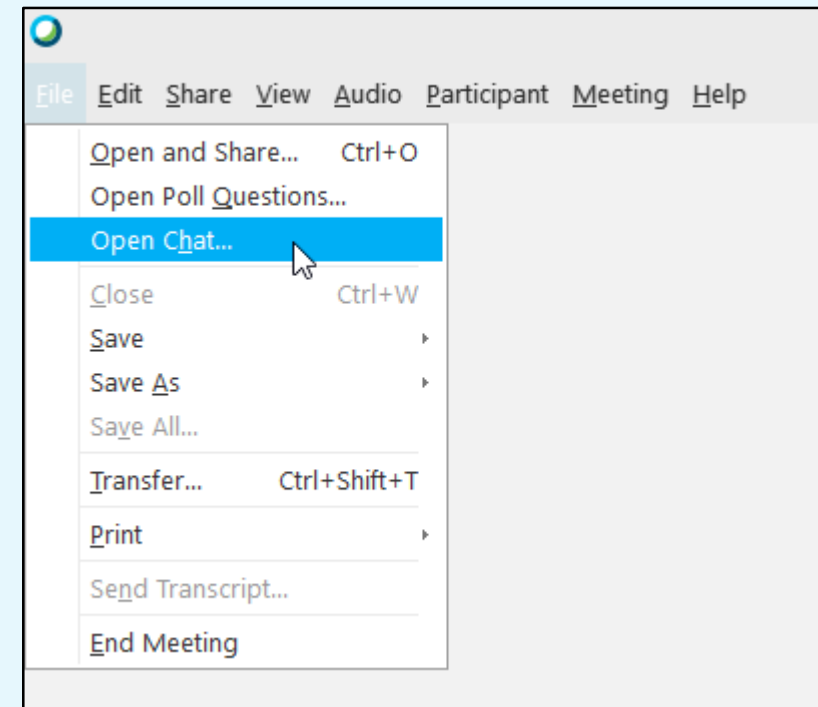 File Edit Share View Audio Participant Meeting Help
Open and Share... Ctrl+O
Open Poll Questions...
Open Chat...
Close Ctrl+W
Save
Save As
Save All...
Transfer... Ctrl+Shift+T
Print
Send Transcript...
End Meeting